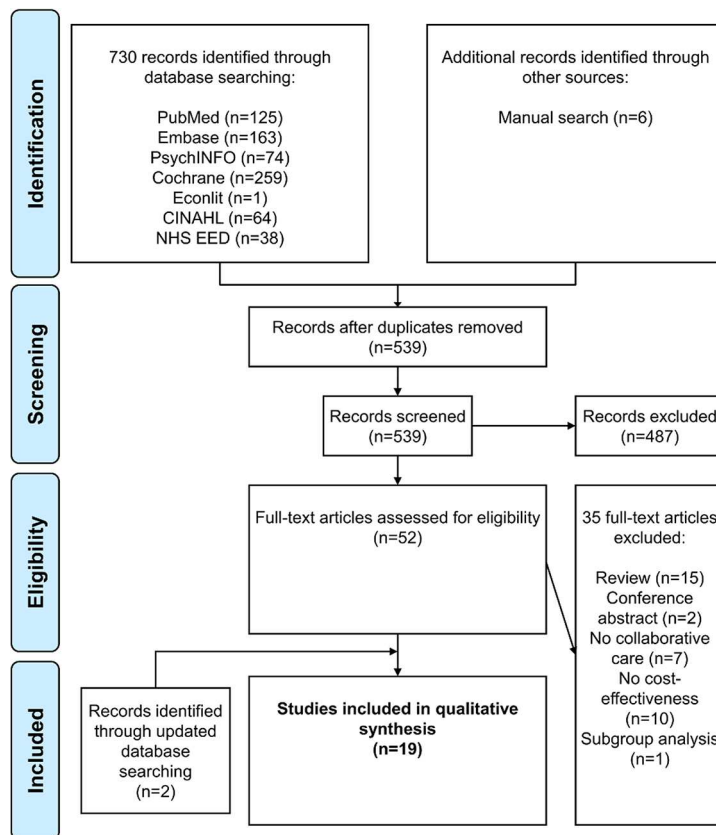 Identification
730 records identified through
database searching:
PubMed (n=125)
Embase (n=163)
PsychINFO (n=74)
Cochrane (n=259)
Econlit (n=1)
CINAHL (n=64)
NHS EED (n=38)
Additional records identified through
other sources:
Manual search (n=6)
Screening
Records after duplicates removed
(n=539)
Records screened
(n=539)
Records excluded
(n=487)
Eligibility
Full-text articles assessed for eligibility
(n=52)
35 full-text articles
excluded:
Review (n=15)
Conference
abstract (n=2)
No collaborative
care (n=7)
No cost-
effectiveness
(n=10)
Subgroup analysis
(n=1)
Included
Records identified
through updated
database
searching
(n=2)
Studies included in qualitative
synthesis
(n=19)